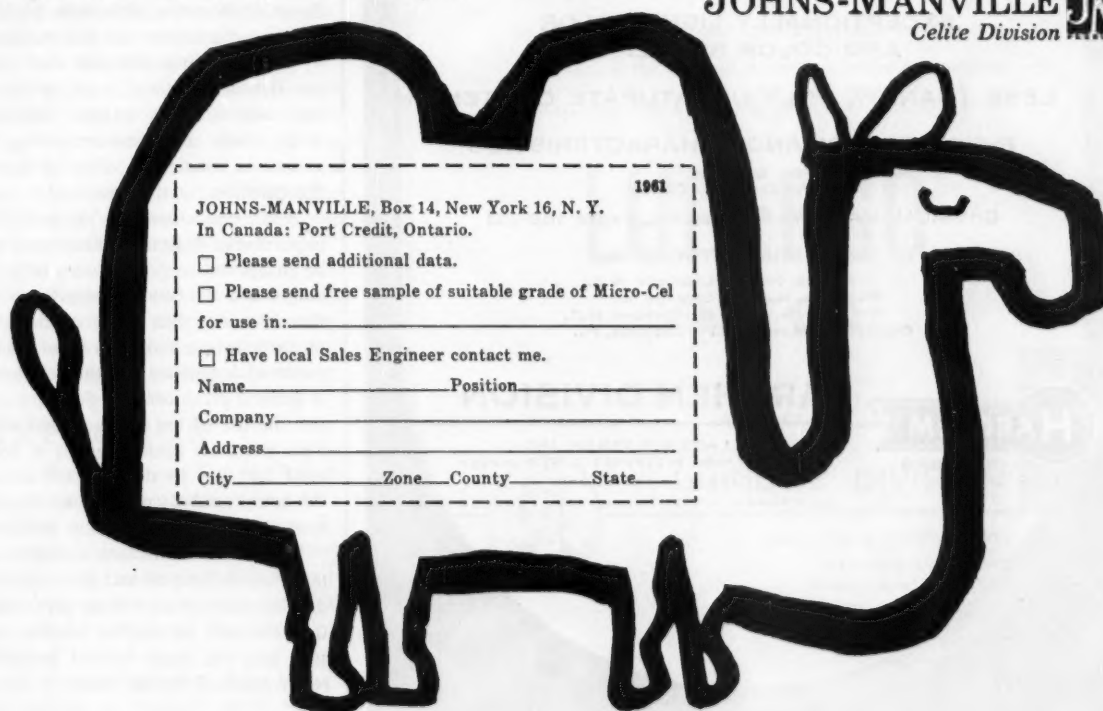 JOHNS-MANVILLE JM
Celite Division
1961
JOHNS-MANVILLE, Box 14, New York 16, N. Y.
In Canada: Port Credit, Ontario.
Please send additional data.
Please send free sample of suitable grade of Micro-Cel
for use in:
Have local Sales Engineer contact me.
Name Position
Company
Address
City Zone County State